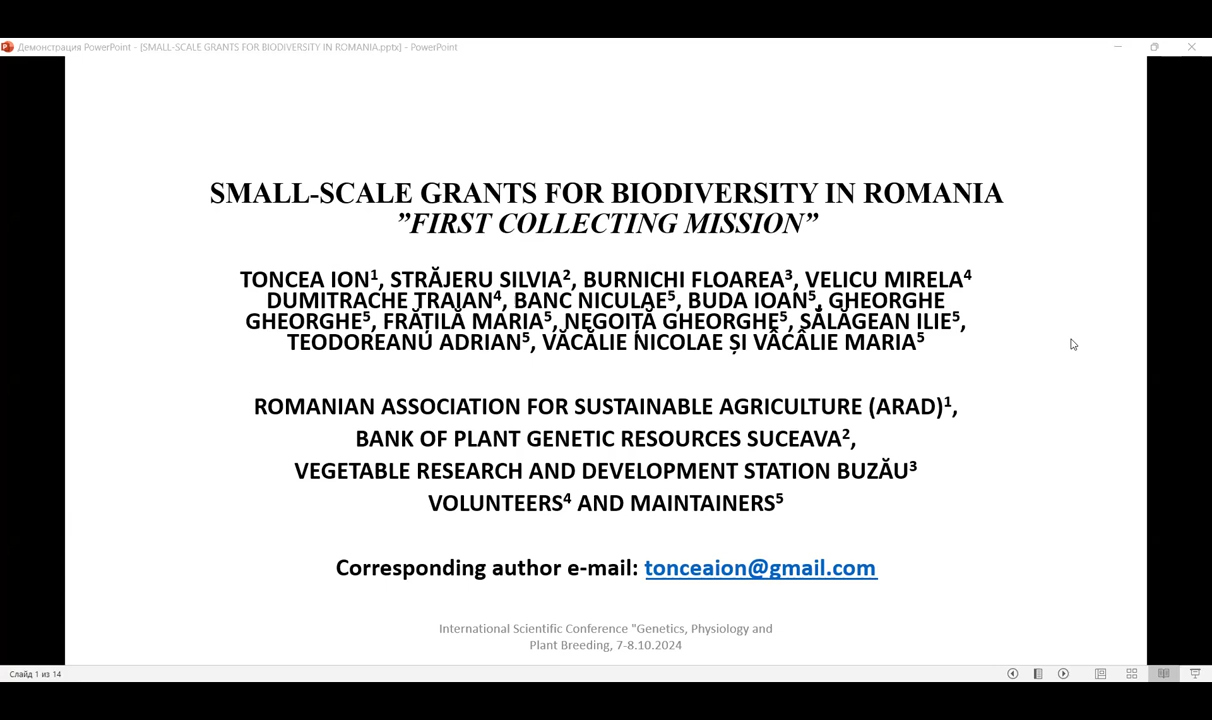 Демонстрация PowerPoint - [SMALL-SCALE GRANTS FOR BIODIVERSITY IN ROMANIA.pptx] - PowerPoint
SMALL-SCALE GRANTS FOR BIODIVERSITY IN ROMANIA
”FIRST COLLECTING MISSION”
TONCEA ION¹, STRĂJERU SILVIA², BURNICHI FLOAREA³, VELICU MIRELA⁴
DUMITRACHE TRAIAN⁴, BANC NICULAE⁵, BUDA IOAN⁵, GHEORGHE
GHEORGHE⁵, FRĂȚILĂ MARIA⁵, NEGOIȚĂ GHEORGHE⁵, SĂLĂGEAN ILIE⁵,
TEODOREANU ADRIAN⁵, VĂCĂLIE NICOLAE ȘI VÂCÂLIE MARIA⁵
ROMANIAN ASSOCIATION FOR SUSTAINABLE AGRICULTURE (ARAD)¹,
BANK OF PLANT GENETIC RESOURCES SUCEAVA²,
VEGETABLE RESEARCH AND DEVELOPMENT STATION BUZĂU³
VOLUNTEERS⁴ AND MAINTAINERS⁵
Corresponding author e-mail: tonceaion@gmail.com
International Scientific Conference "Genetics, Physiology and
Plant Breeding, 7-8.10.2024
Слайд 1 из 14